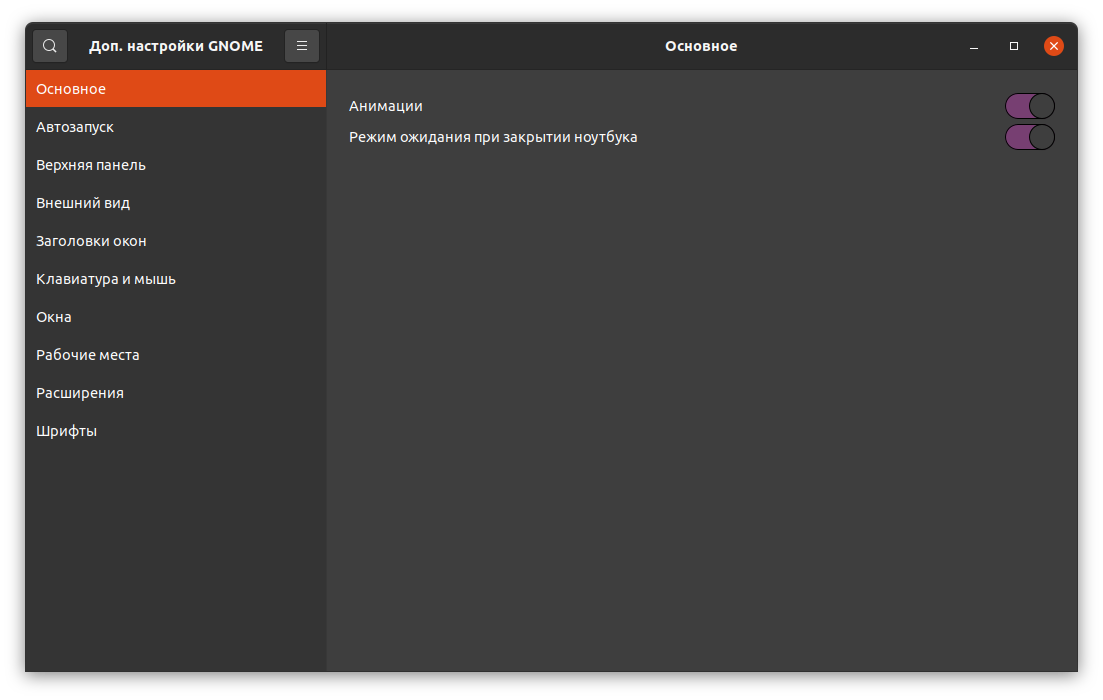 Доп. настройки GNOME
Основное
Основное
Автозапуск
Верхняя панель
Внешний вид
Заголовки окон
Клавиатура и мышь
Окна
Рабочие места
Расширения
Шрифты
Анимации
Режим ожидания при закрытии ноутбука